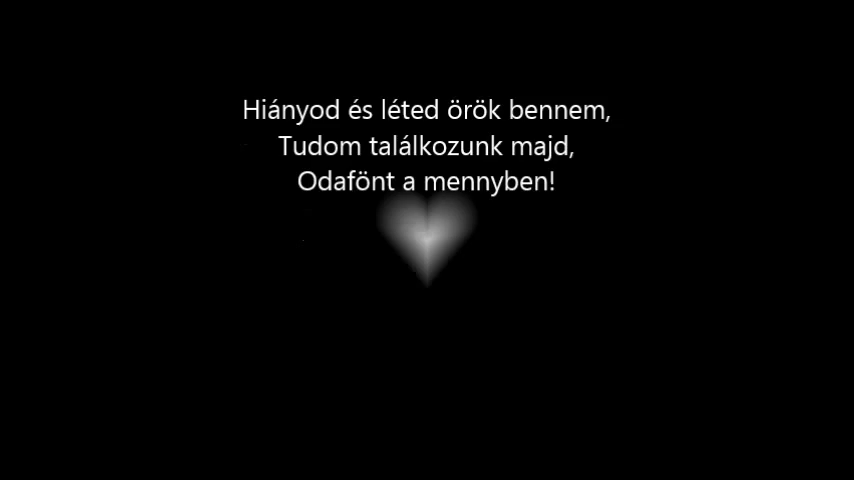 Hiányod és léted örök bennem,
Tudom találkozunk majd,
Odafönt a mennyben!